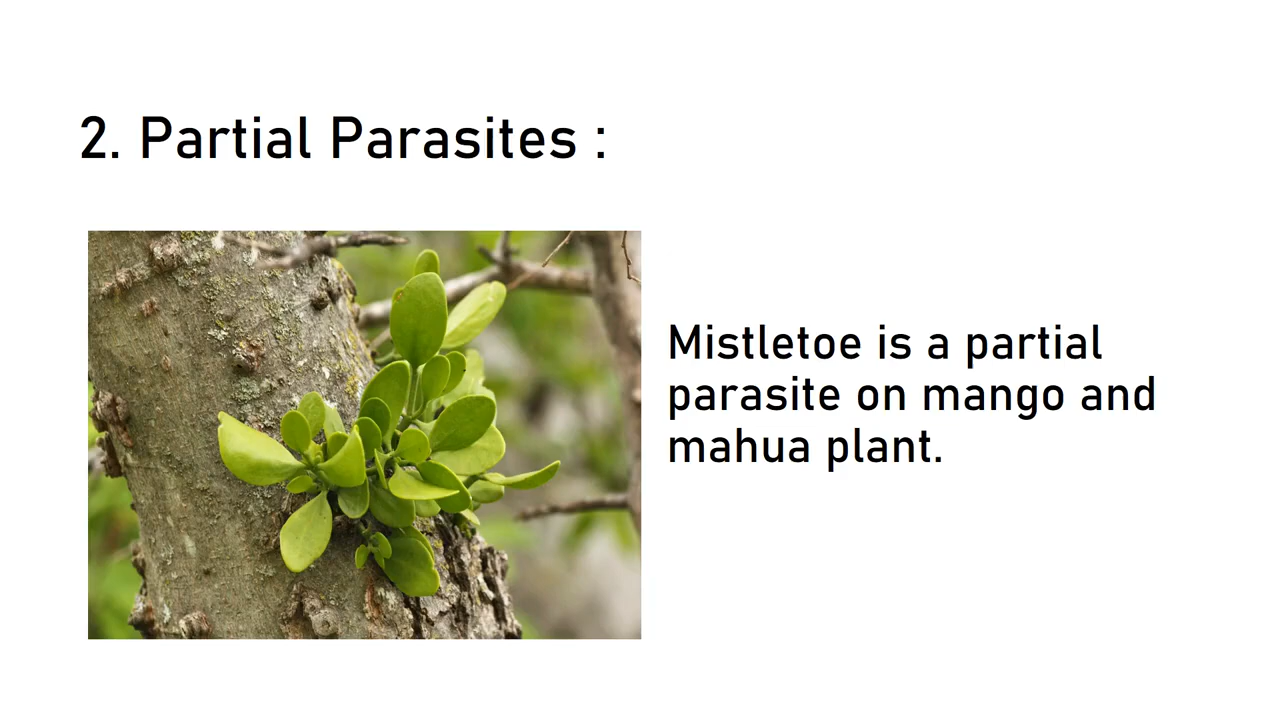 2. Partial Parasites :
Mistletoe is a partial
parasite on mango and
mahua plant.